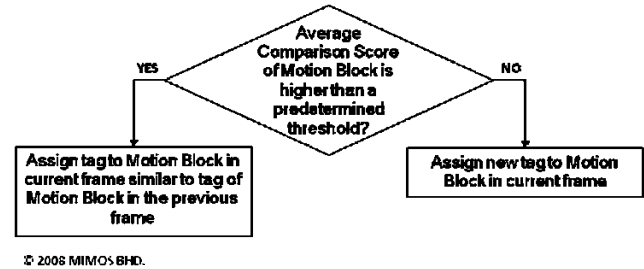 Average
Comparison Score
of Motion Block is
higher than a
predetermined
threshold?
YES
NO
Assign tag to Motion Block in
current frame similar to tag of
Motion Block in the previous
frame
Assign new tag to Motion
Block in current frame
© 2008 MIMOS BHD.